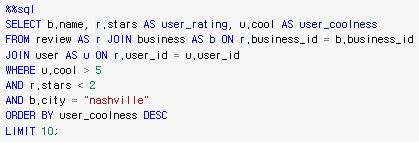 %%sql
SELECT b.name, r.stars AS user_rating, u.cool AS user_coolness
FROM review AS r JOIN business AS b ON r.business_id = b.business_id
JOIN user AS u ON r.user_id = u.user_id
WHERE u.cool > 5
AND r.stars < 2
AND b.city = "nashville"
ORDER BY user_coolness DESC
LIMIT 10;